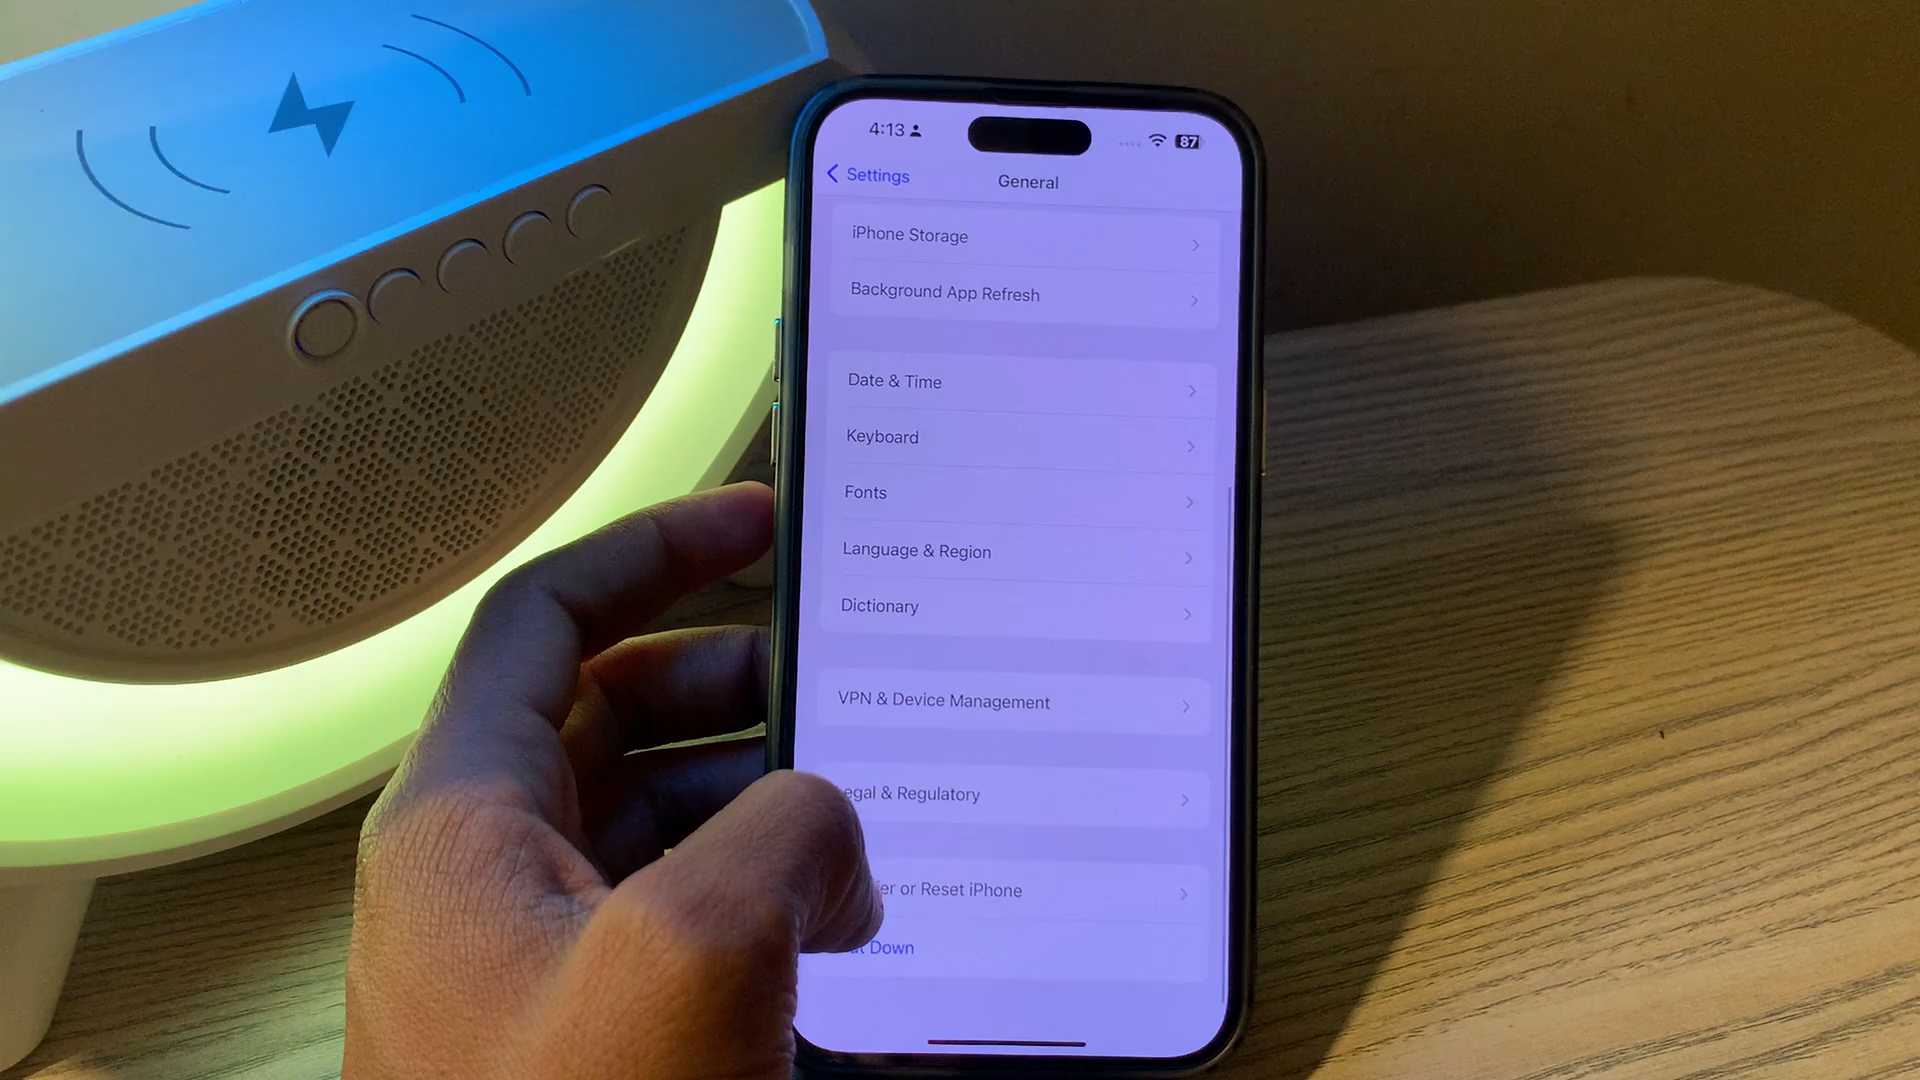 4:13
87
Settings
General
iPhone Storage
Background App Refresh
Date & Time
Keyboard
Fonts
Language & Region
Dictionary
VPN & Device Management
egal & Regulatory
er or Reset iPhone
t Down